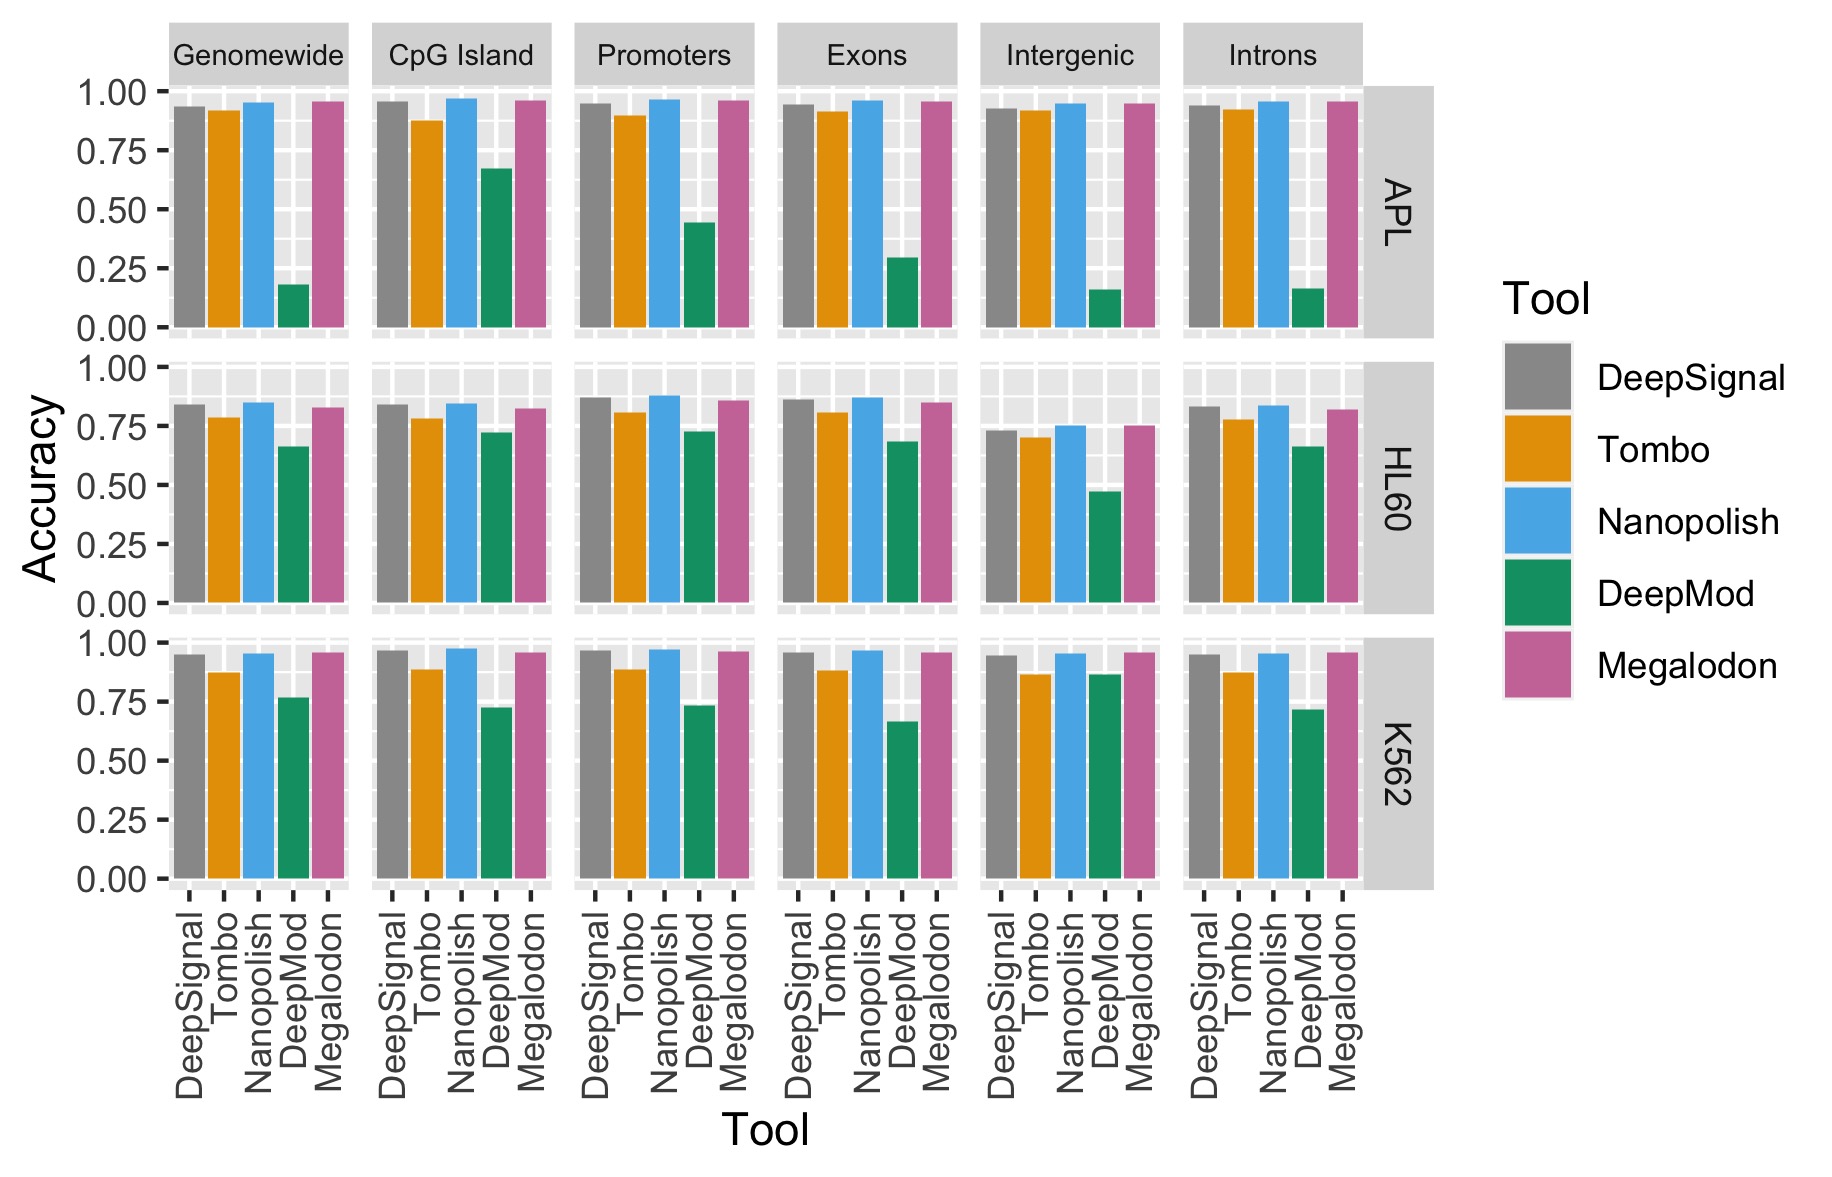 Genomewide CpG Island Promoters Exons Intergenic Introns
1.00
0.75
0.50
0.25
0.00
APL
1.00
0.75
0.50
0.25
0.00
HL60
1.00
0.75
0.50
0.25
0.00
K562
Accuracy
DeepSignal Tombo Nanopolish DeepMod Megalodon DeepSignal Tombo Nanopolish DeepMod Megalodon DeepSignal Tombo Nanopolish DeepMod Megalodon DeepSignal Tombo Nanopolish DeepMod Megalodon DeepSignal Tombo Nanopolish DeepMod Megalodon DeepSignal Tombo Nanopolish DeepMod Megalodon
Tool
Tool
DeepSignal
Tombo
Nanopolish
DeepMod
Megalodon